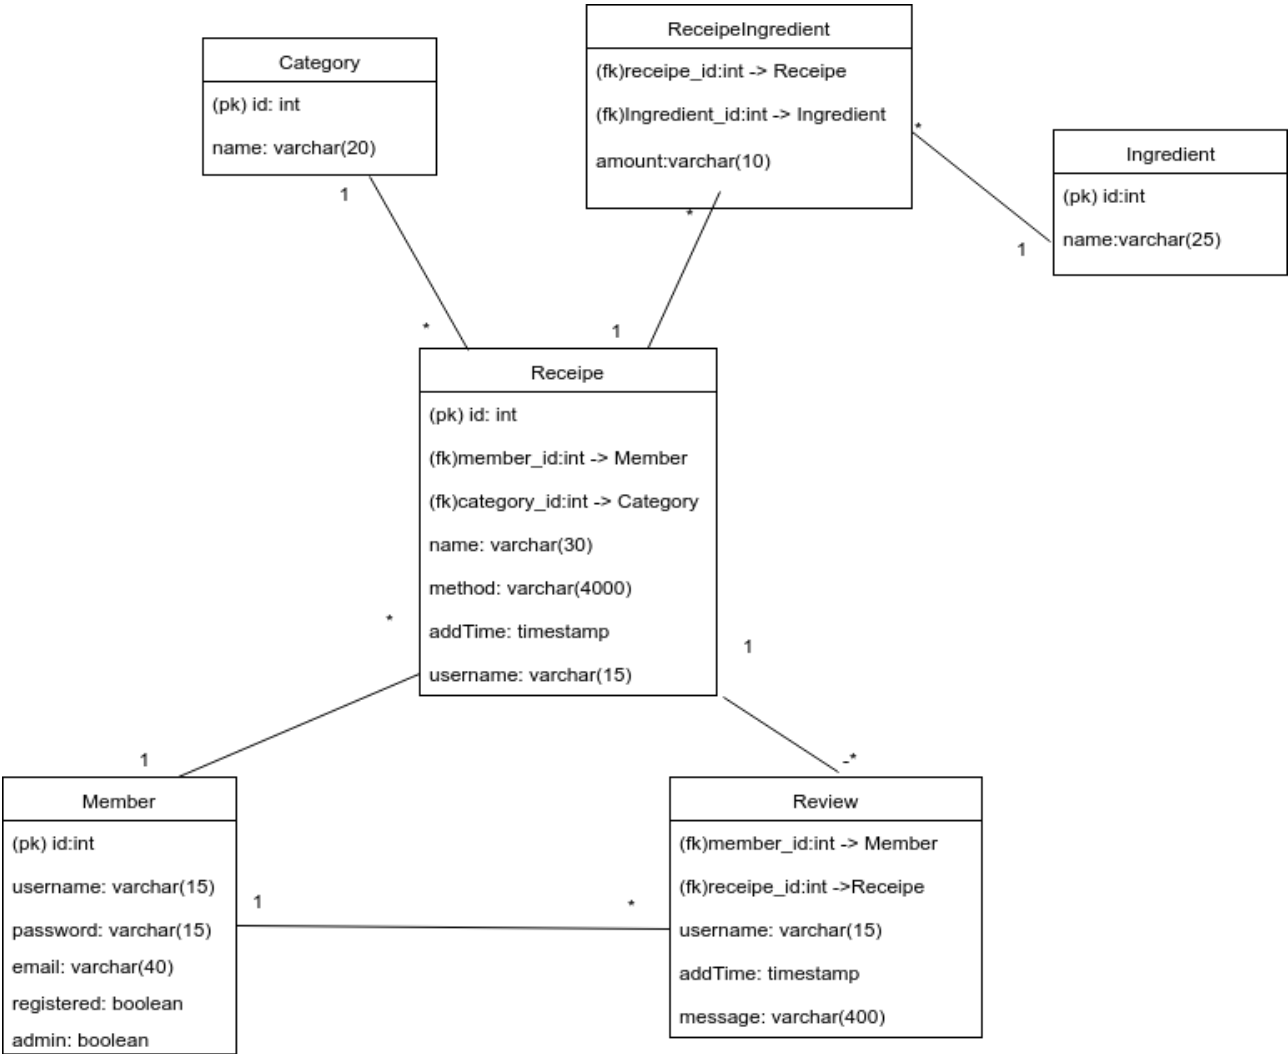 Category
(pk) id: int
name: varchar(20)
1
*
ReceipeIngredient
(fk)receipe_id:int -> Receipe
(fk)Ingredient_id:int -> Ingredient
amount:varchar(10)
*
1
*
1
Ingredient
(pk) id:int
name:varchar(25)
Receipe
(pk) id: int
(fk)member_id:int -> Member
(fk)category_id:int -> Category
name: varchar(30)
method: varchar(4000)
addTime: timestamp
username: varchar(15)
*
1
1
-*
Member
(pk) id:int
username: varchar(15)
password: varchar(15)
email: varchar(40)
registered: boolean
admin: boolean
1
*
Review
(fk)member_id:int -> Member
(fk)receipe_id:int ->Receipe
username: varchar(15)
addTime: timestamp
message: varchar(400)